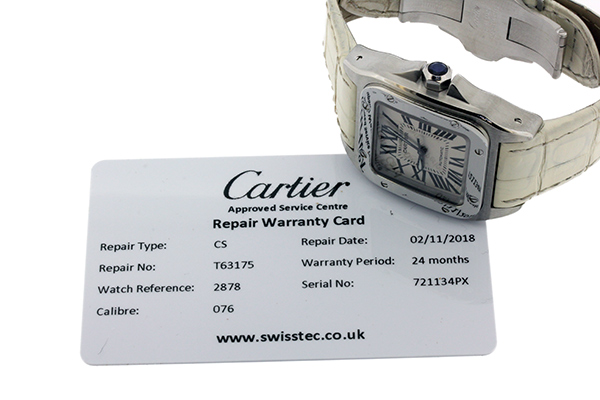 Cartier
Approved Service Centre
Repair Warranty Card
Repair Type: CS Repair Date: 02/11/2018
Repair No: T63175 Warranty Period: 24 months
Watch Reference: 2878 Serial No: 721134PX
Calibre: 076
www.swisstec.co.uk